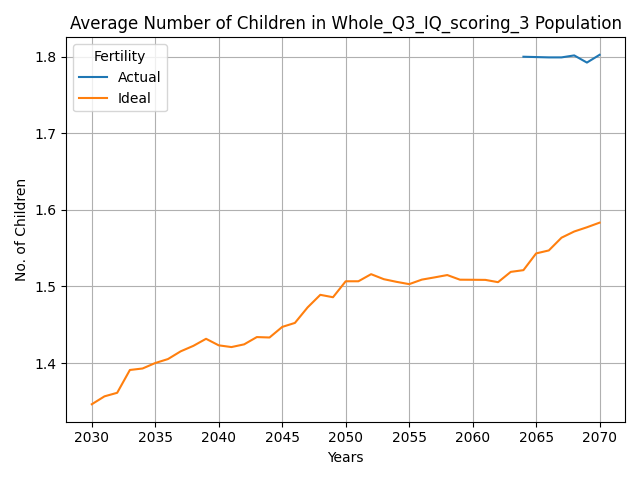 Average Number of Children in Whole_Q3_IQ_scoring_3 Population
Fertility
Actual
Ideal
1.8
1.7
1.6
1.5
1.4
No. of Children
2030 2035 2040 2045 2050 2055 2060 2065 2070
Years